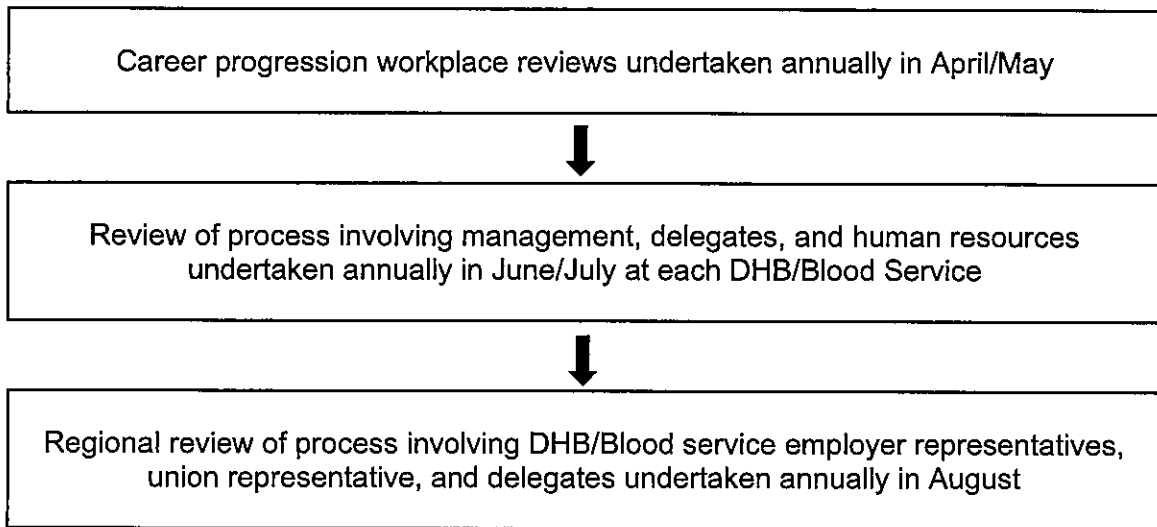 Career progression workplace reviews undertaken annually in April/May
Review of process involving management, delegates, and human resources
undertaken annually in June/July at each DHB/Blood Service
Regional review of process involving DHB/Blood service employer representatives,
union representative, and delegates undertaken annually in August